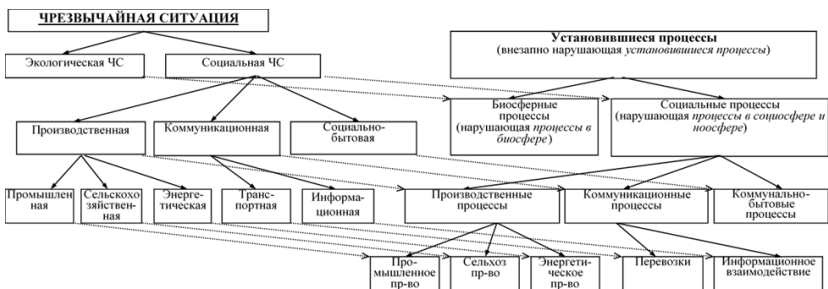 ЧРЕЗВЫЧАЙНАЯ СИТУАЦИЯ
Установившиеся процессы
(внезапно нарушающая установившиеся процессы)
Экологическая ЧС
Социальная ЧС
Биосферные
процессы
(нарушающая процессы в
биосфере)
Социальные процессы
(нарушающая процессы в социосфере и
ноосфере)
Производственная
Коммуникационная
Социально-
бытовая
Промышлен
ная
Сельскохо
зяйствен-
ная
Энерге-
тическая
Транс-
портная
Информа-
ционная
Производственные
процессы
Коммуникационные
процессы
Коммунально-
бытовые
процессы
Про-
мышленное
пр-во
Сельхоз
пр-во
Энергети-
ческое
пр-во
Перевозки
Информационное
взаимодействие